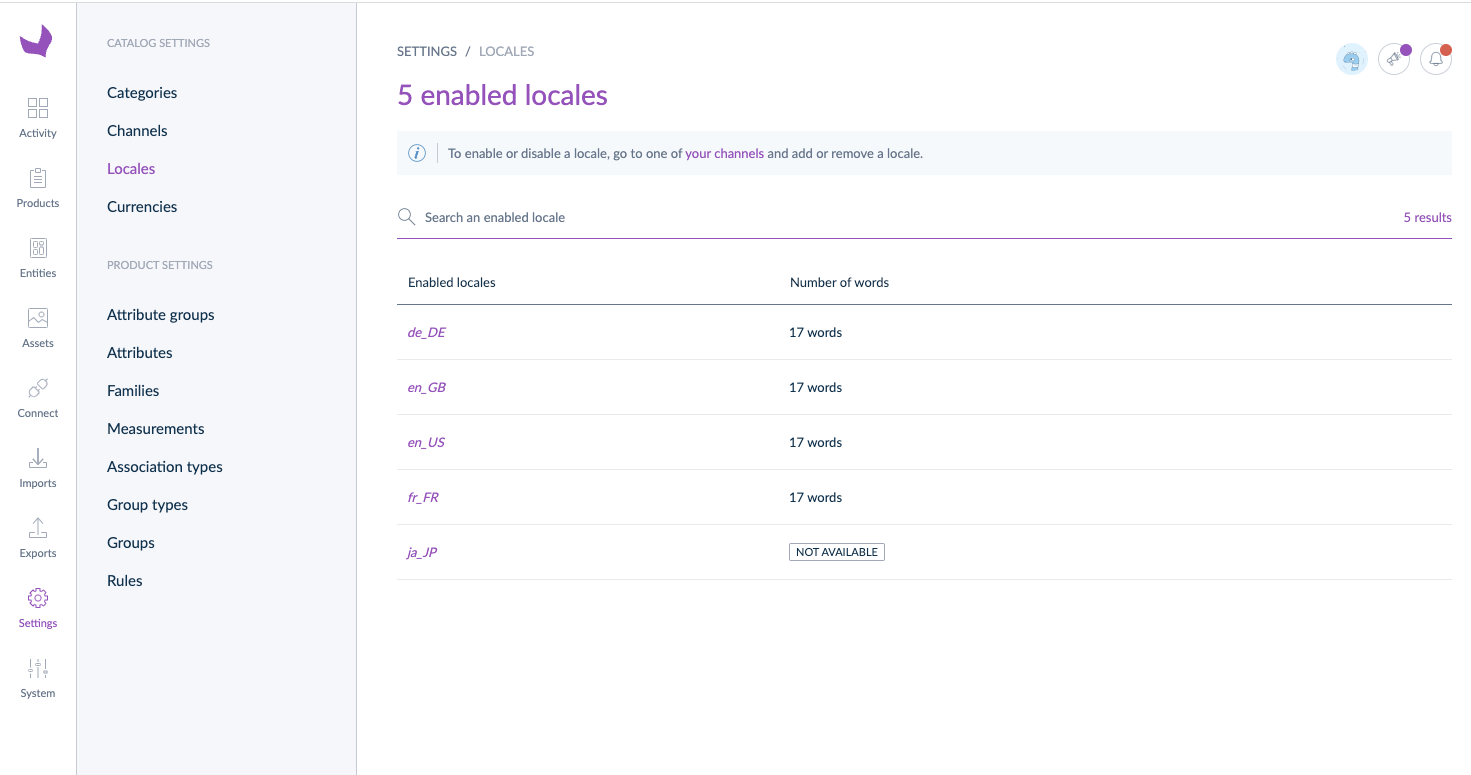 Activity
Products
Entities
Assets
Connect
Imports
Exports
Settings
System
CATALOG SETTINGS
Categories
Channels
Locales
Currencies
PRODUCT SETTINGS
Attribute groups
Attributes
Families
Measurements
Association types
Group types
Groups
Rules
SETTINGS / LOCALES
5 enabled locales
i To enable or disable a locale, go to one of your channels and add or remove a locale.
Search an enabled locale 5 results
Enabled locales Number of words
de_DE 17 words
en_GB 17 words
en_US 17 words
fr_FR 17 words
ja_JP NOT AVAILABLE